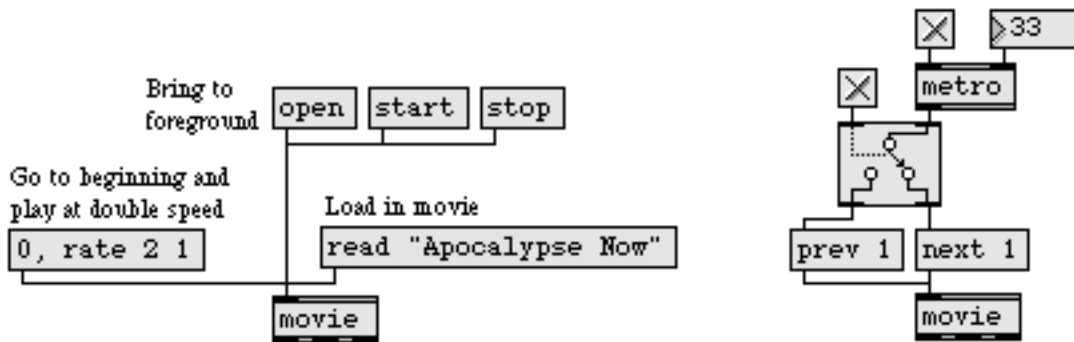 Bring to
foreground
open
start
stop
Go to beginning and
play at double speed
0, rate 2 1
Load in movie
read "Apocalypse Now"
movie
33
metro
prev 1
next 1
movie